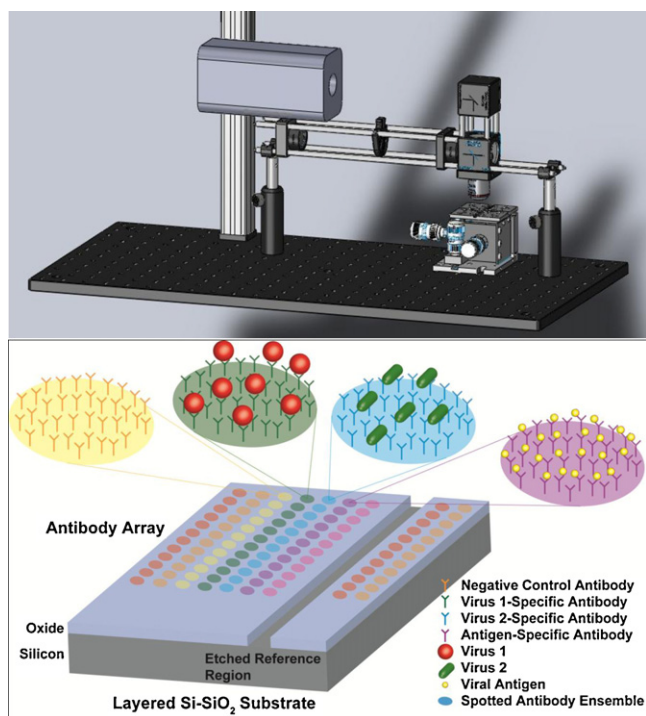 Antibody Array
Oxide
Silicon
Etched Reference
Region
Layered Si-SiO₂ Substrate
Negative Control Antibody
Virus 1-Specific Antibody
Virus 2-Specific Antibody
Antigen-Specific Antibody
Virus 1
Virus 2
Viral Antigen
Spotted Antibody Ensemble